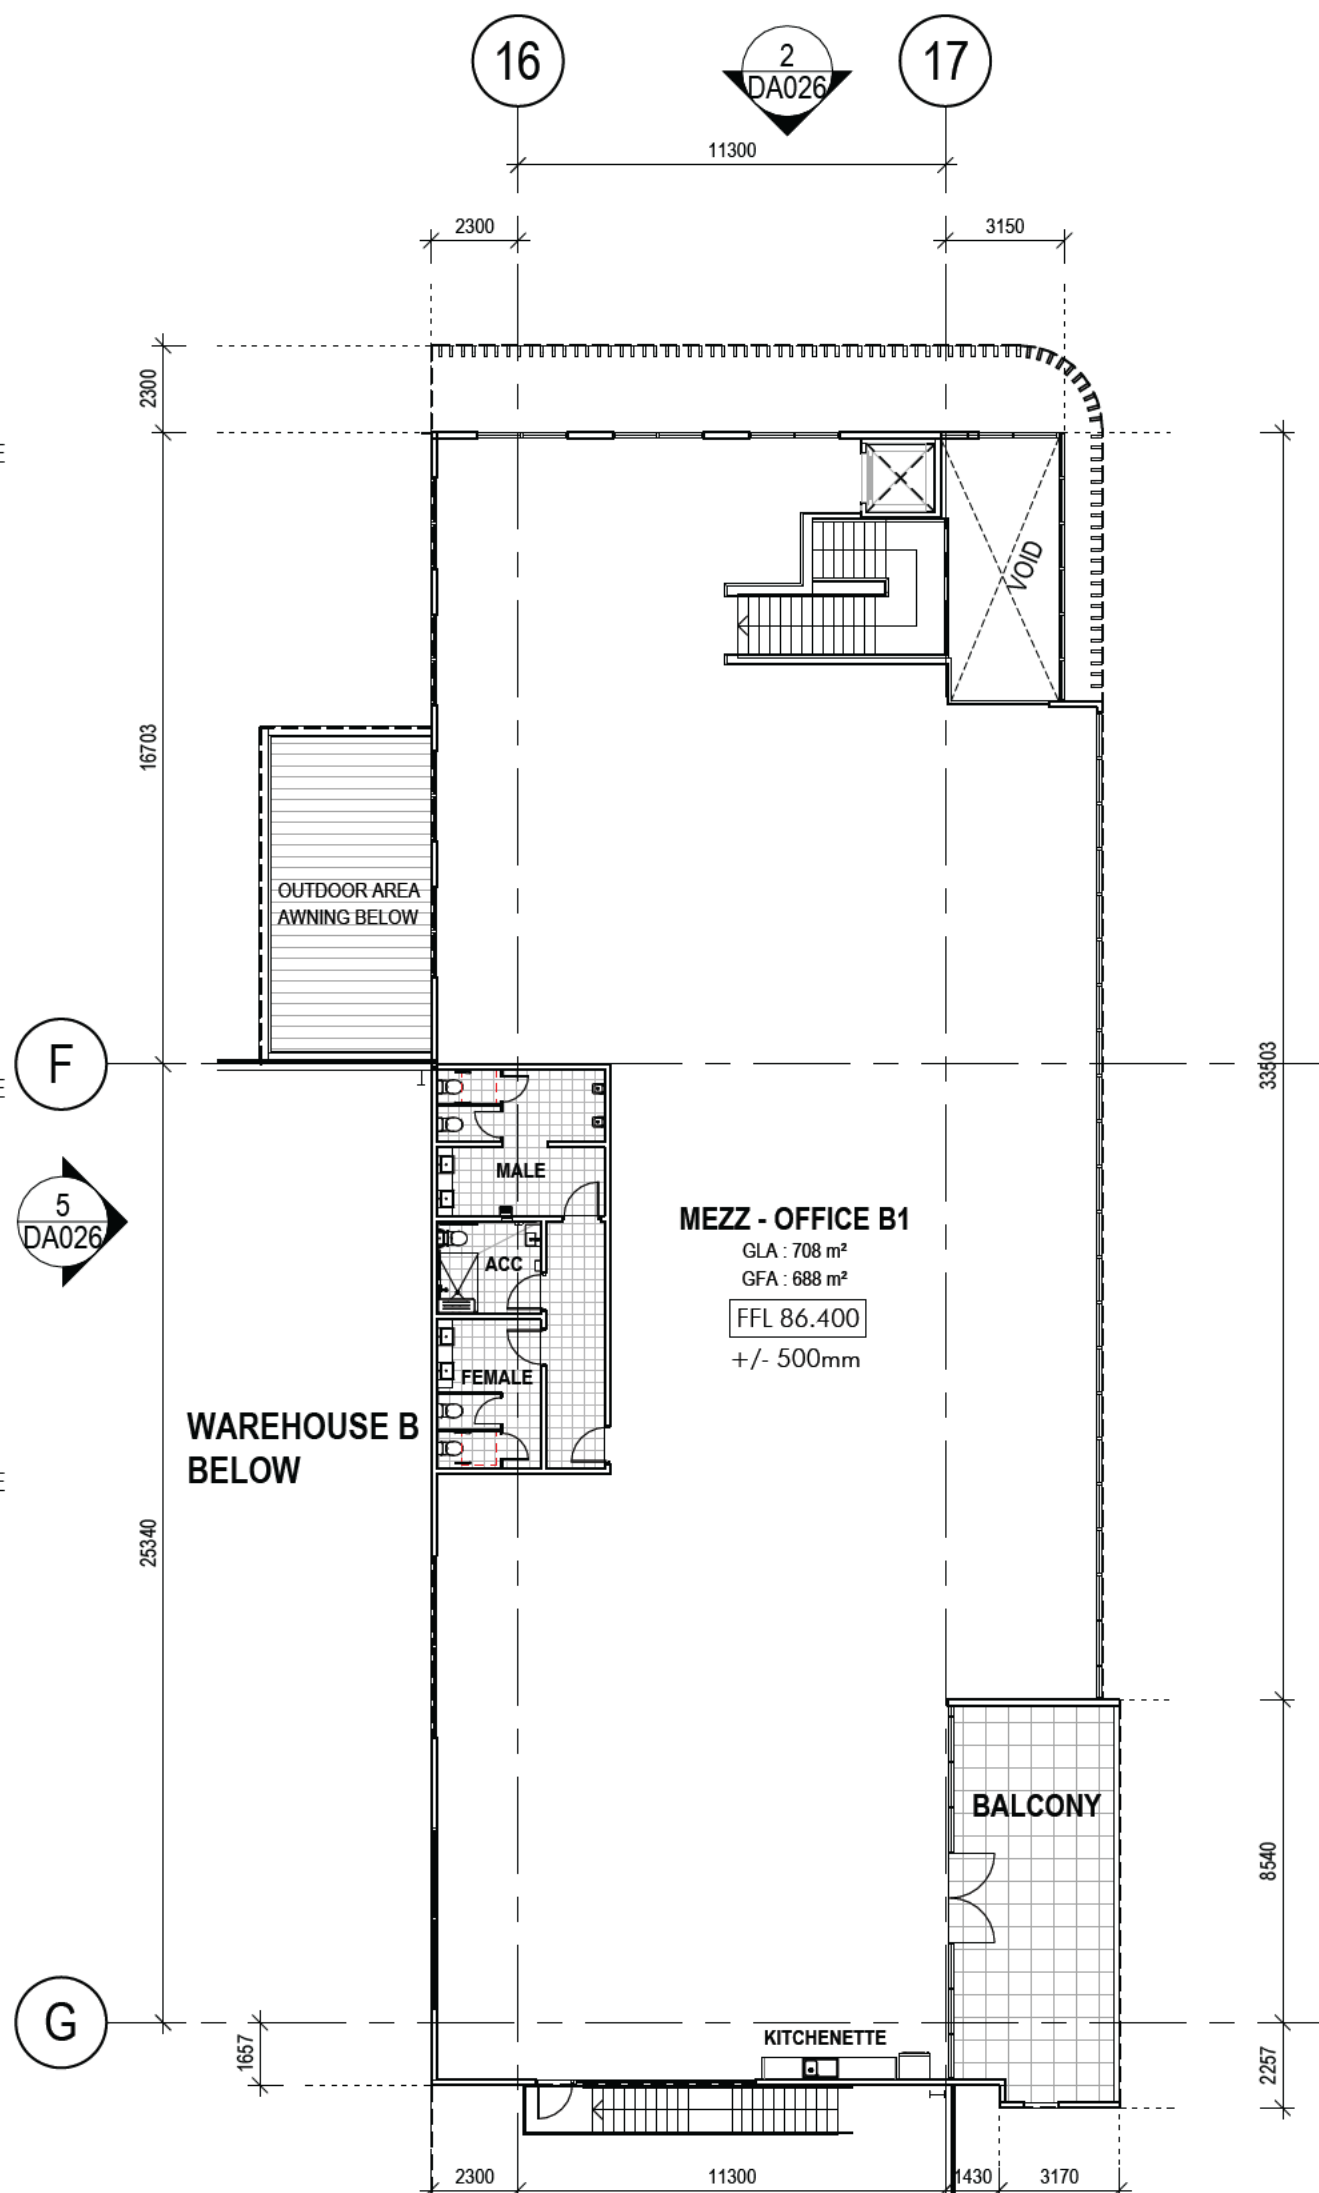 16
2
DA026
17
11300
2300
3150
2300
16703
VOID
OUTDOOR AREA
AWNING BELOW
F
33503
5
DA026
MALE
ACC
FEMALE
MEZZ - OFFICE B1
GLA : 708 m²
GFA : 688 m²
FFL 86.400
+/- 500mm
WAREHOUSE B
BELOW
25340
BALCONY
8540
G
KITCHENETTE
1657
2257
2300
11300
1430
3170